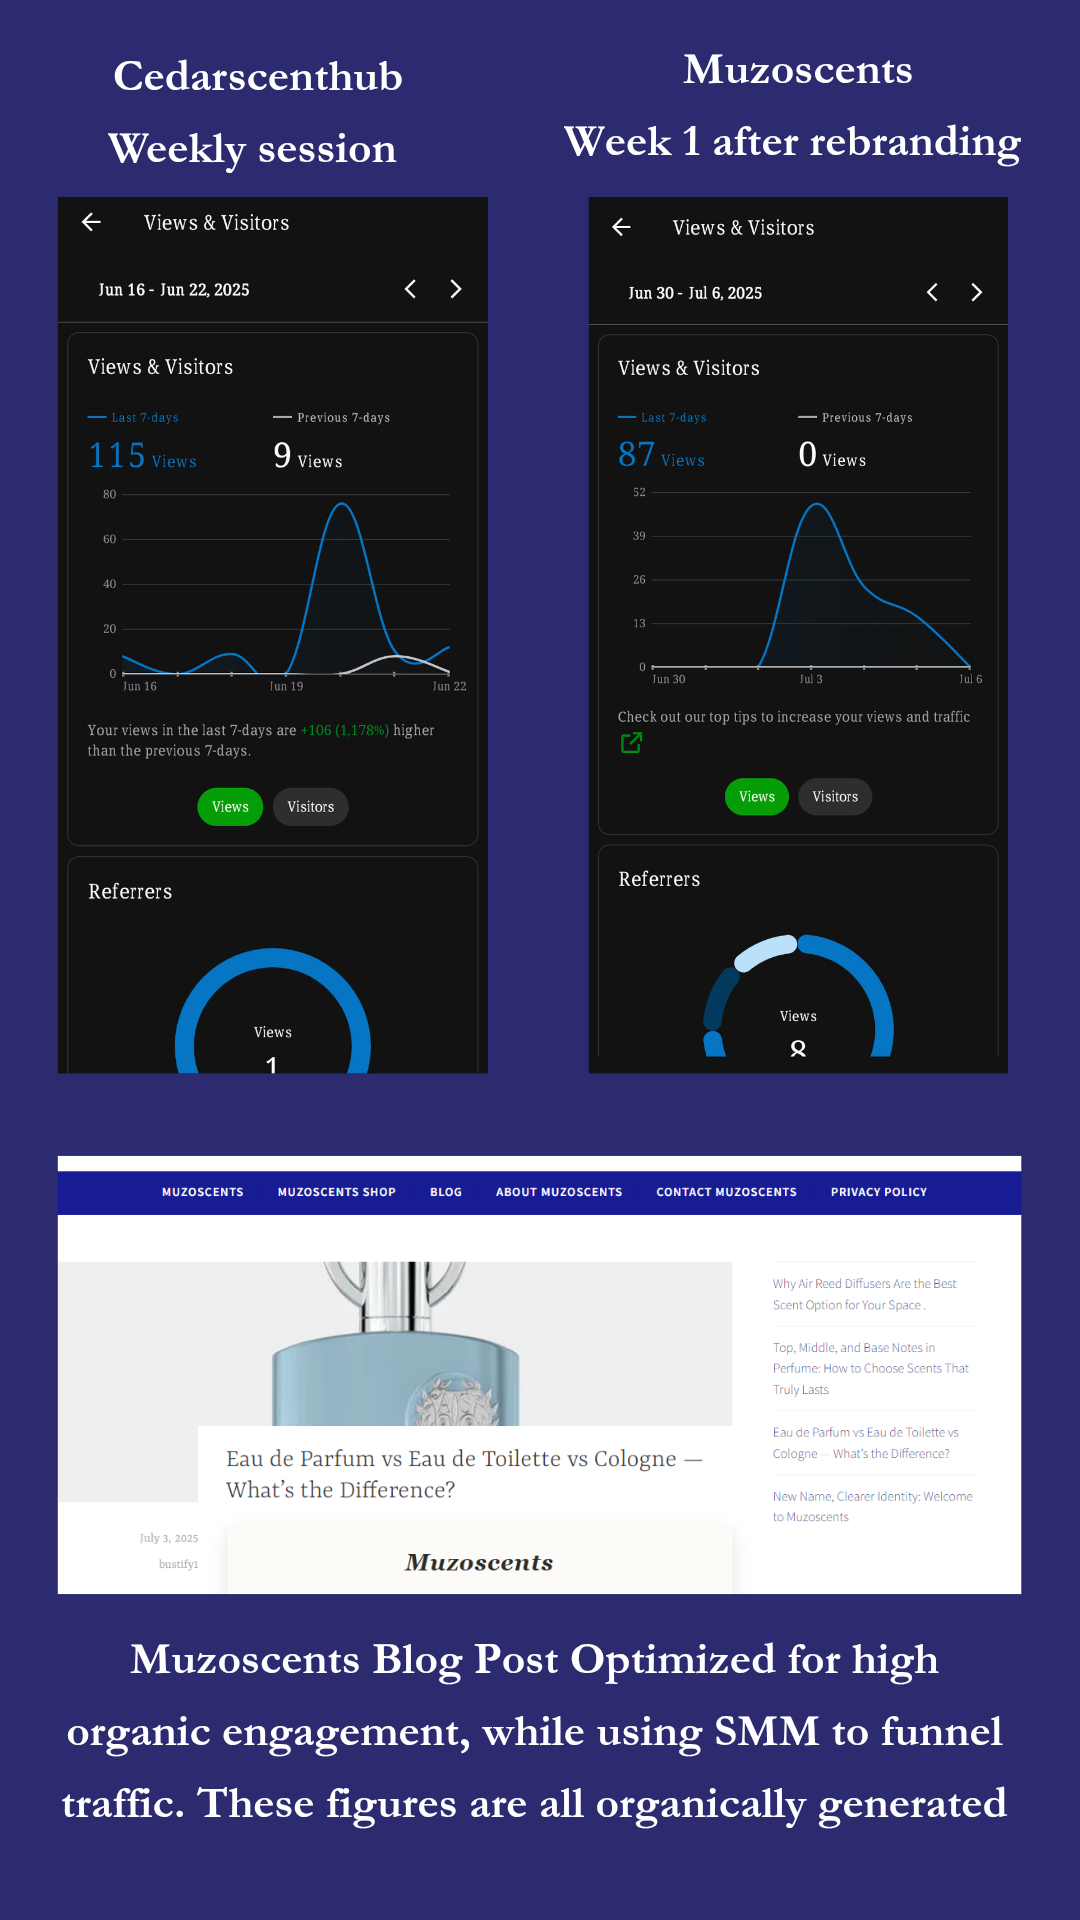 Cedarscenthub
Weekly session
Muzoscents
Week 1 after rebranding
Views & Visitors
Jun 16 - Jun 22, 2025
Views & Visitors
Last 7-days
Previous 7-days
115 Views
9 Views
80
60
40
20
0
Jun 16
Jun 19
Jun 22
Your views in the last 7-days are +106 (1,178%) higher
than the previous 7-days.
Views
Visitors
Referrers
Views
1
Views & Visitors
Jun 30 - Jul 6, 2025
Views & Visitors
Last 7-days
Previous 7-days
87 Views
0 Views
52
39
26
13
0
Jun 30
Jul 3
Jul 6
Check out our top tips to increase your views and traffic
Views
Visitors
Referrers
Views
8
MUZOSCENTS
MUZOSCENTS SHOP
BLOG
ABOUT MUZOSCENTS
CONTACT MUZOSCENTS
PRIVACY POLICY
Eau de Parfum vs Eau de Toilette vs Cologne —
What’s the Difference?
July 3, 2025
bustify1
Muzoscents
Why Air Reed Diffusers Are the Best
Scent Option for Your Space .
Top, Middle, and Base Notes in
Perfume: How to Choose Scents That
Truly Lasts
Eau de Parfum vs Eau de Toilette vs
Cologne — What’s the Difference?
New Name, Clearer Identity: Welcome
to Muzoscents
Muzoscents Blog Post Optimized for high
organic engagement, while using SMM to funnel
traffic. These figures are all organically generated